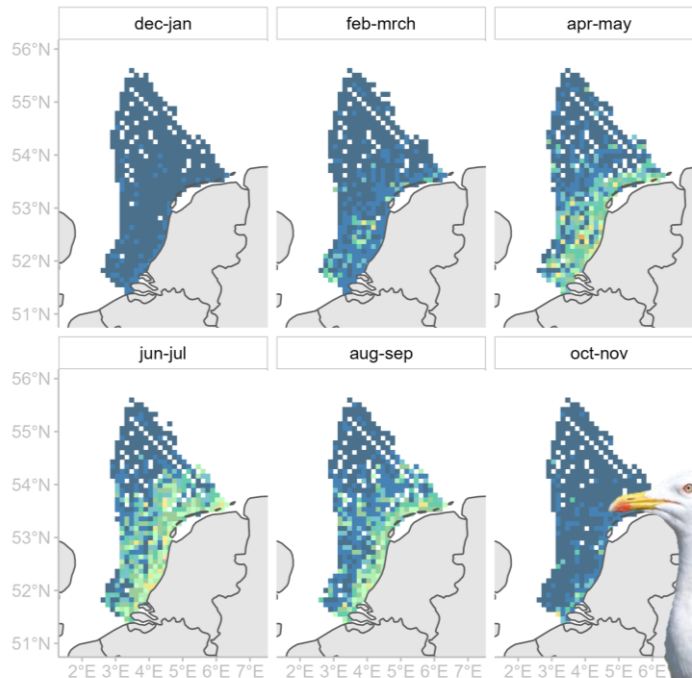 dec-jan feb-mrch apr-may
56°N
55°N
54°N
53°N
52°N
51°N
jun-jul aug-sep oct-nov
56°N
55°N
54°N
53°N
52°N
51°N
2°E 3°E 4°E 5°E 6°E 7°E 2°E 3°E 4°E 5°E 6°E 7°E 2°E 3°E 4°E 5°E 6°